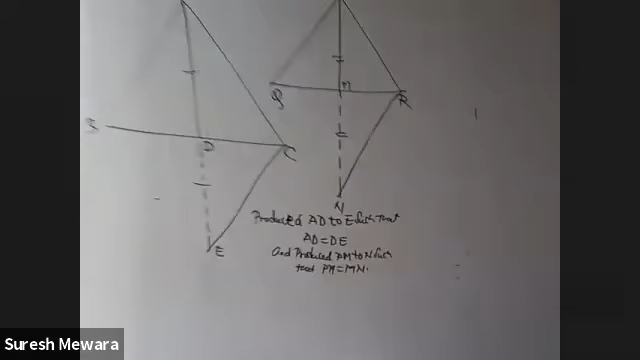 B
D
C
E
Q
M
R
N
Produced AD to E such that
AD = DE
And Produced PM to N such
that PM = MN.
Suresh Mewara